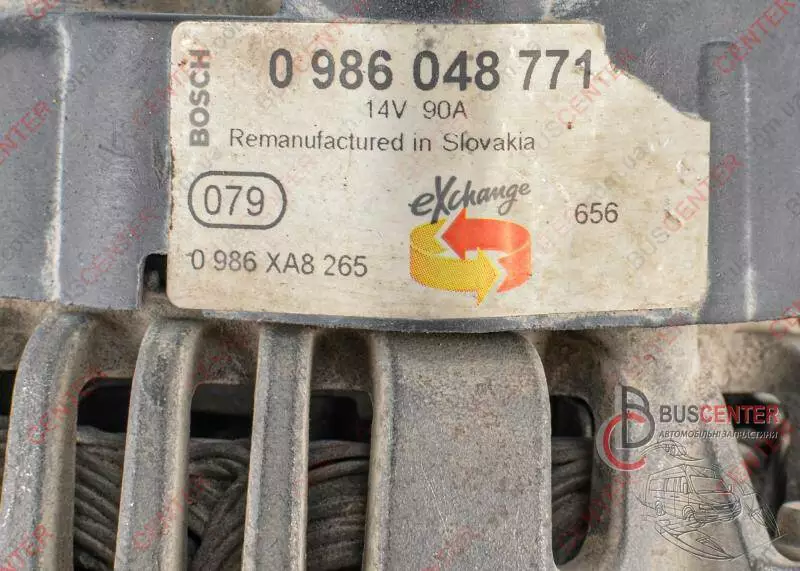 BOSCH
0 986 048 771
14V 90A
Remanufactured in Slovakia
079
eXchange
656
0 986 XA8 265
BUSCENTER
АВТОМОБІЛЬНІ ЗАПЧАСТИНИ